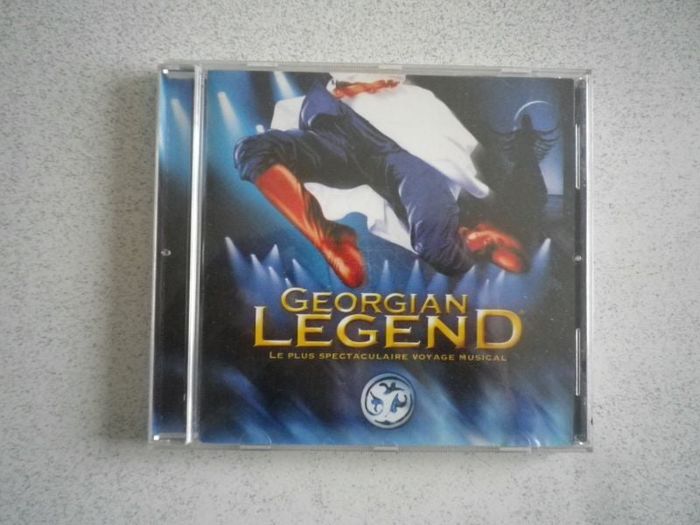 GEORGIAN
LEGEND
LE PLUS SPECTACULAIRE VOYAGE MUSICAL